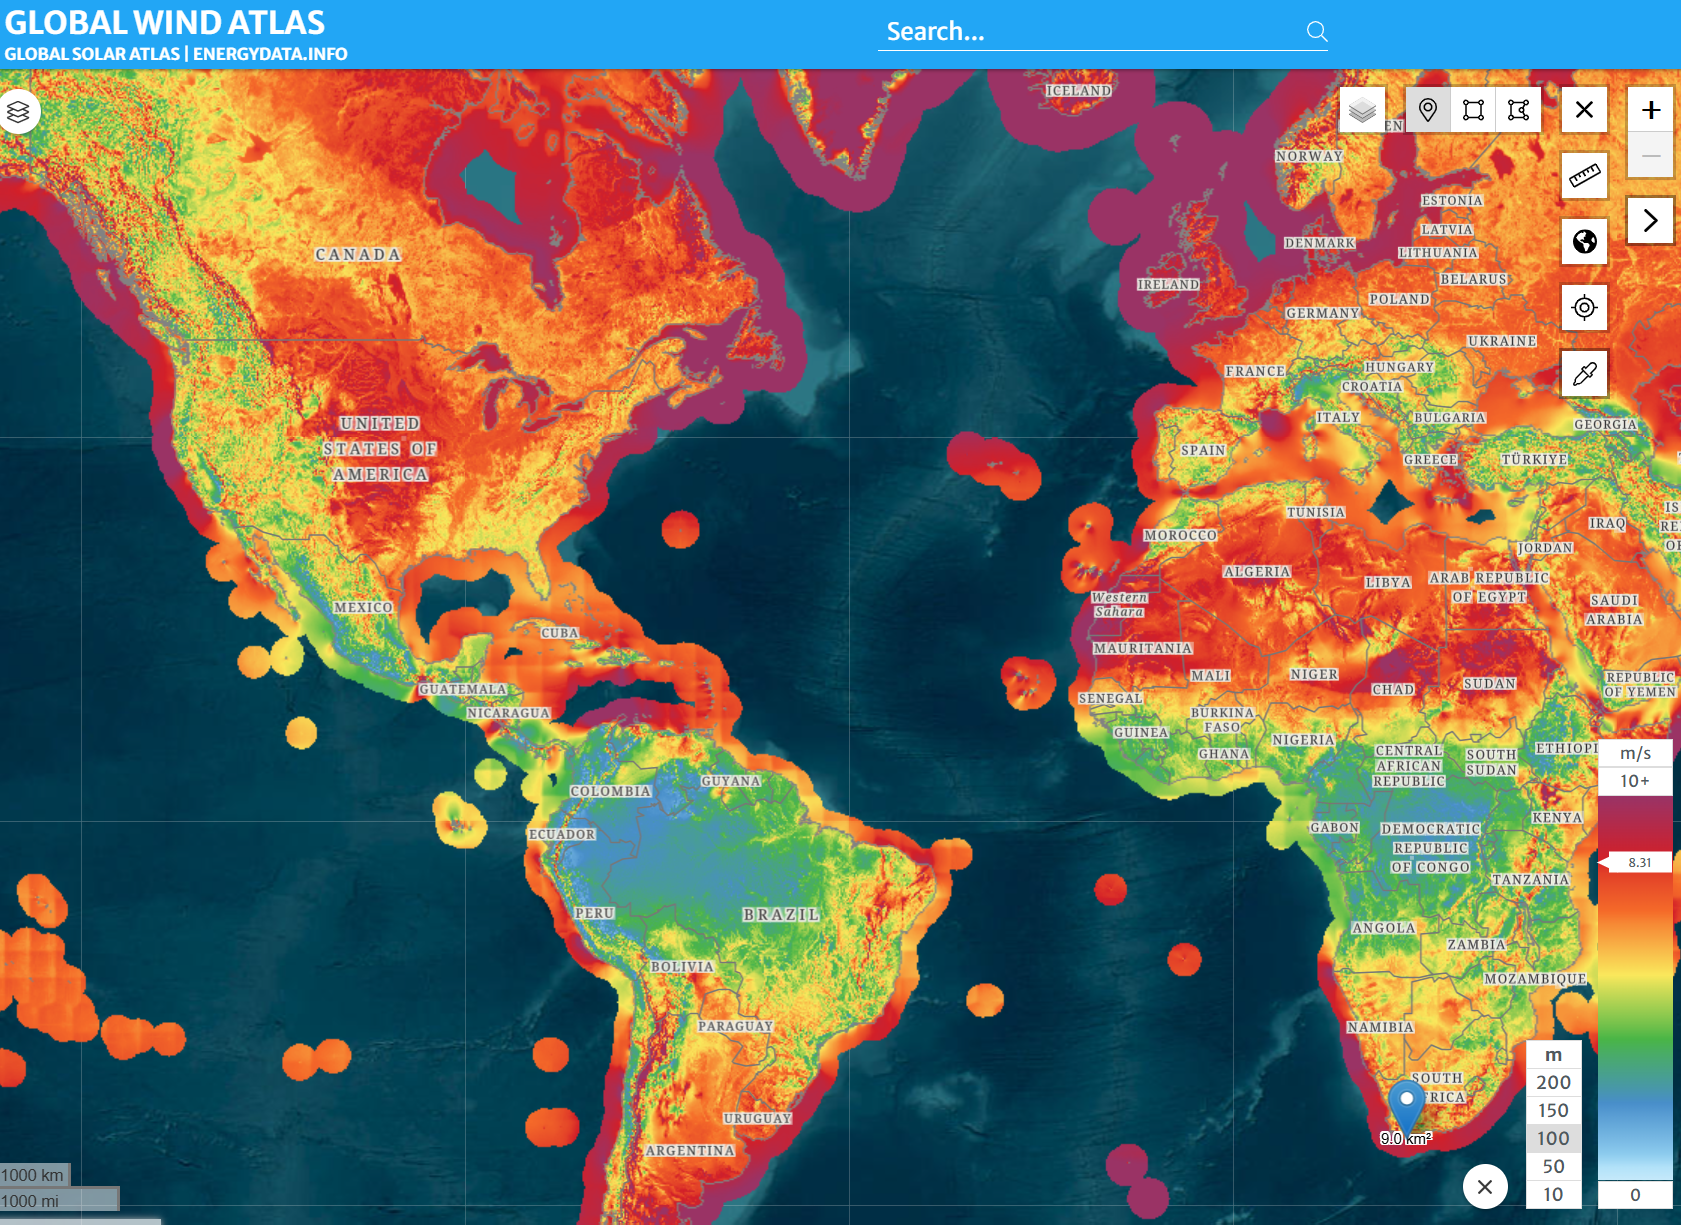 GLOBAL WIND ATLAS
GLOBAL SOLAR ATLAS | ENERGYDATA.INFO
Search...
ICELAND
NORWAY
ESTONIA
LATVIA
DENMARK
LITHUANIA
BELARUS
IRELAND
POLAND
GERMANY
UKRAINE
CANADA
FRANCE
HUNGARY
CROATIA
ITALY
BULGARIA
GEORGIA
UNITED
STATES OF
AMERICA
SPAIN
GREECE
TÜRKIYE
TUNISIA
IRAQ
IS
RE
OF
MOROCCO
JORDAN
ALGERIA
LIBYA
ARAB REPUBLIC
OF EGYPT
Western
Sahara
SAUDI
ARABIA
MEXICO
CUBA
MAURITANIA
MALI
NIGER
CHAD
SUDAN
REPUBLIC
OF YEMEN
GUATEMALA
NICARAGUA
SENEGAL
BURKINA
FASO
GUINEA
GHANA
NIGERIA
CENTRAL
AFRICAN
REPUBLIC
SOUTH
SUDAN
ETHIOPI
COLOMBIA
GUYANA
ECUADOR
GABON
DEMOCRATIC
REPUBLIC
OF CONGO
KENYA
TANZANIA
PERU
BRAZIL
ANGOLA
ZAMBIA
BOLIVIA
MOZAMBIQUE
PARAGUAY
NAMIBIA
SOUTH
FRICA
URUGUAY
ARGENTINA
9.0 km²
m/s
10+
8.31
0
m
200
150
100
50
10
1000 km
1000 mi